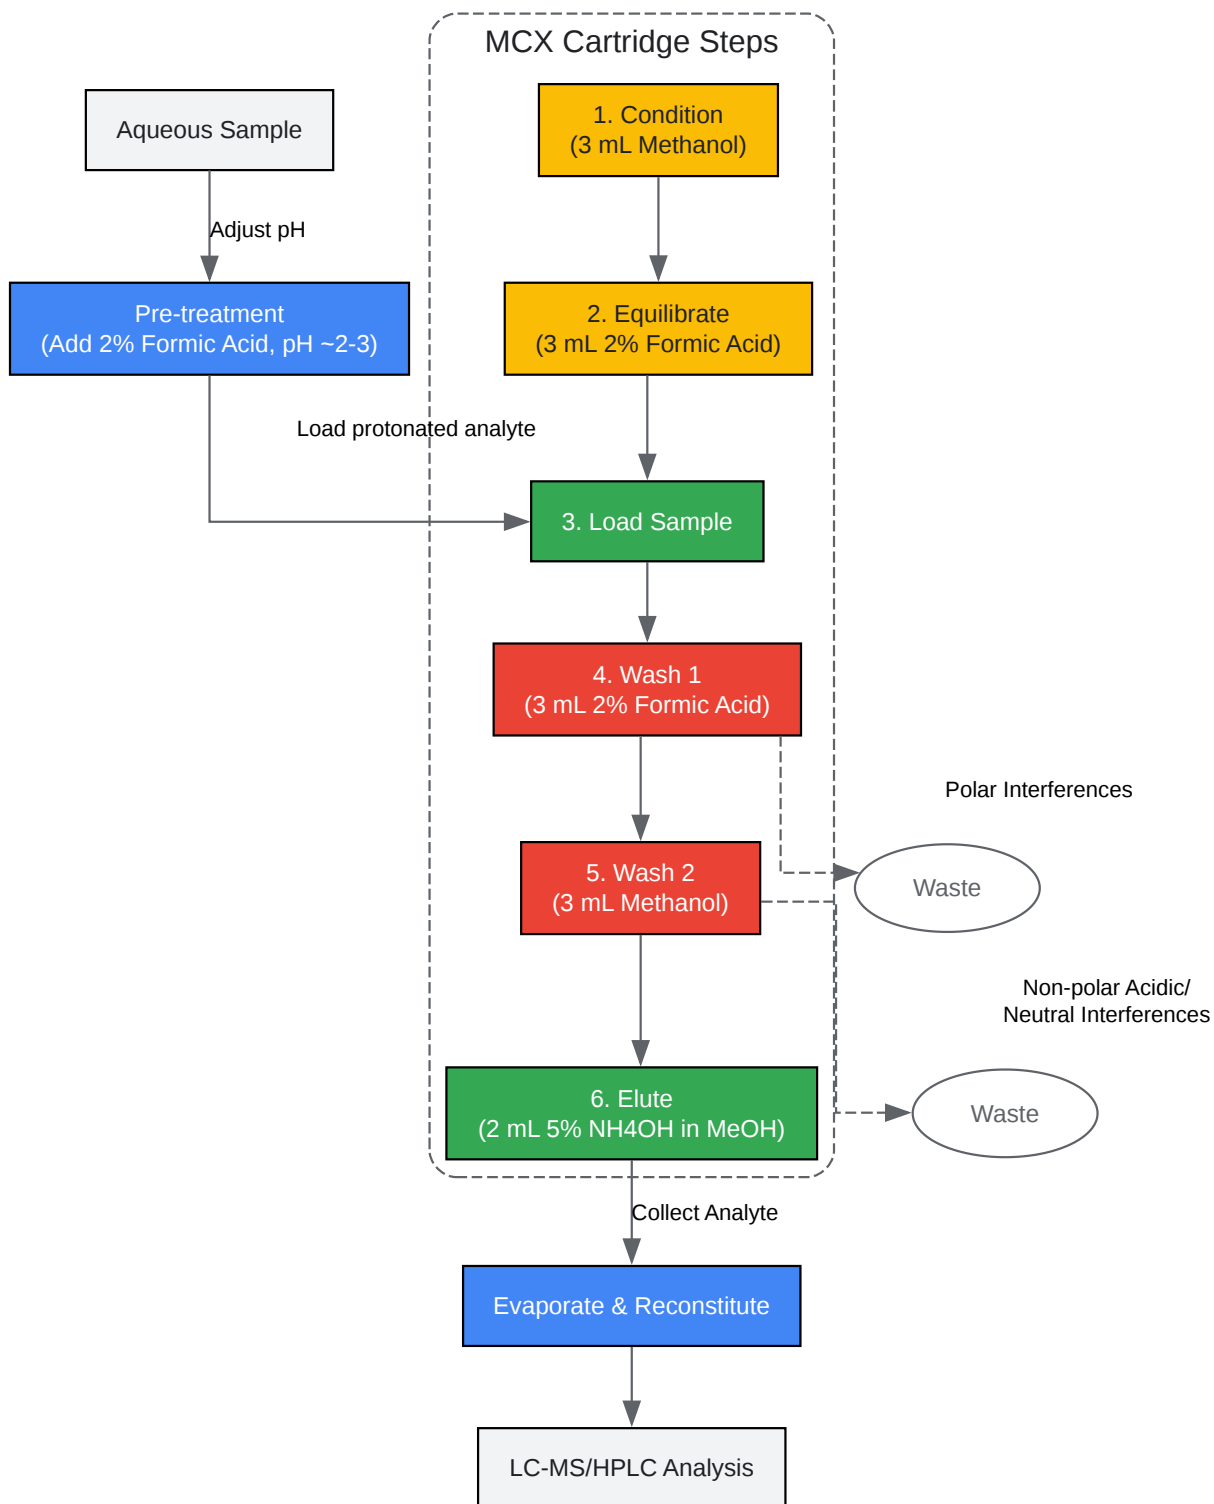 MCX Cartridge Steps
Aqueous Sample
1. Condition
(3 mL Methanol)
Adjust pH
Pre-treatment
(Add 2% Formic Acid, pH ~2-3)
2. Equilibrate
(3 mL 2% Formic Acid)
Load protonated analyte
3. Load Sample
4. Wash 1
(3 mL 2% Formic Acid)
Polar Interferences
5. Wash 2
(3 mL Methanol)
Waste
Non-polar Acidic/
Neutral Interferences
6. Elute
(2 mL 5% NH4OH in MeOH)
Waste
Collect Analyte
Evaporate & Reconstitute
LC-MS/HPLC Analysis